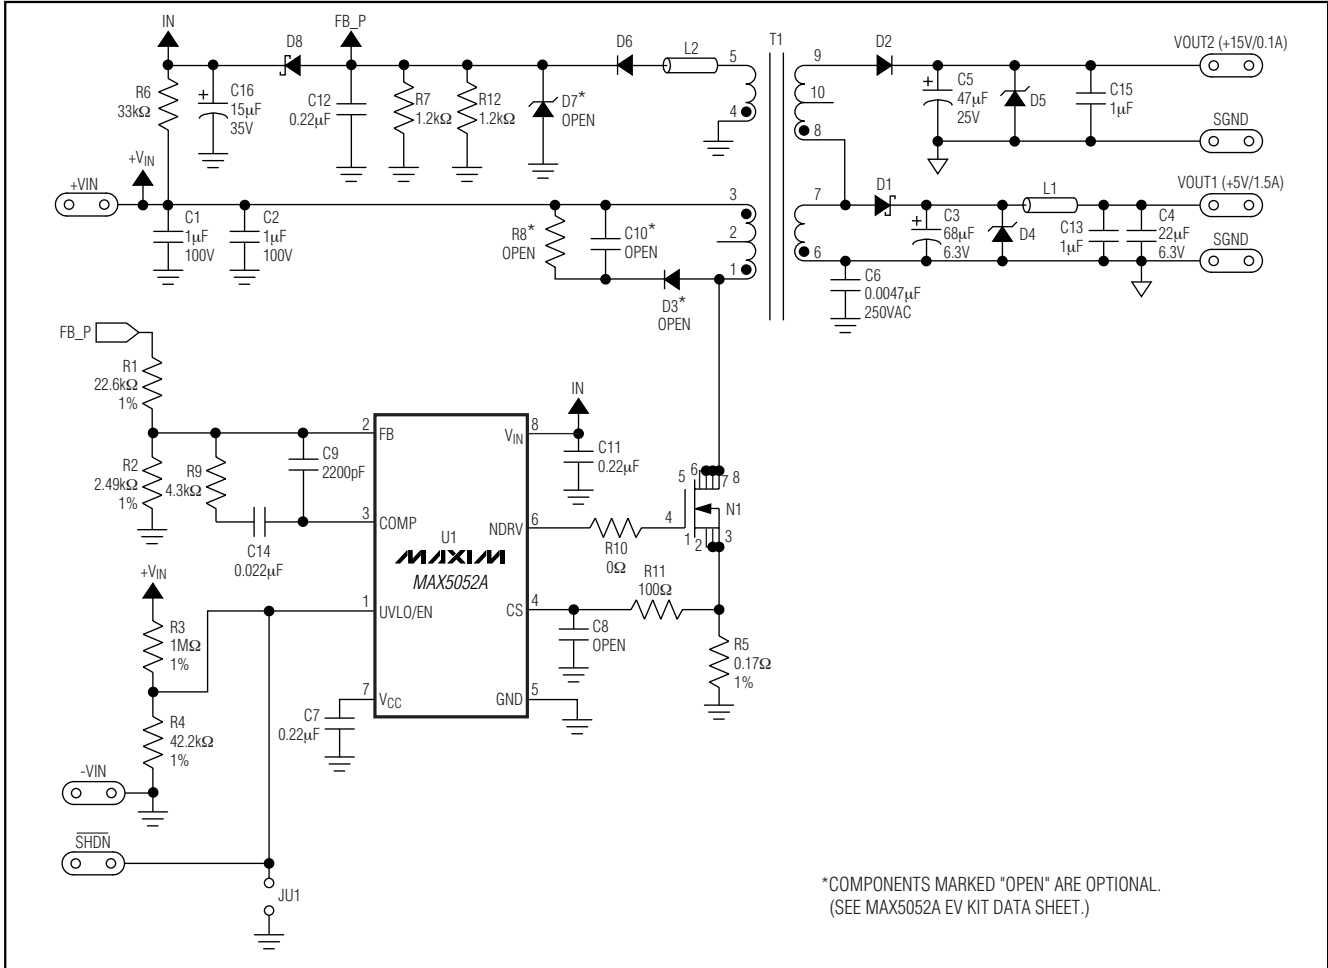 IN
FB_P
D8
D6
L2
5
T1
9
D2
VOUT2 (+15V/0.1A)
R6
33kΩ
+
C16
15μF
35V
C12
0.22μF
R7
1.2kΩ
R12
1.2kΩ
D7*
OPEN
4
10
8
+
C5
47μF
25V
D5
C15
1μF
SGND
+VIN
+VIN
C1
1μF
100V
C2
1μF
100V
R8*
OPEN
C10*
OPEN
D3*
OPEN
3
2
1
7
6
D1
+
C3
68μF
6.3V
D4
L1
C13
1μF
C4
22μF
6.3V
VOUT1 (+5V/1.5A)
SGND
C6
0.0047μF
250VAC
FB_P
R1
22.6kΩ
1%
R2
2.49kΩ
1%
R9
4.3kΩ
C9
2200pF
C14
0.022μF
2
FB
3
COMP
1
UVLO/EN
7
VCC
U1
MAXIM
MAX5052A
VIN
8
NDRV
6
CS
4
GND
5
IN
C11
0.22μF
R10
0Ω
4
5
6
7
8
N1
1
2
3
R11
100Ω
C8
OPEN
R5
0.17Ω
1%
+VIN
R3
1MΩ
1%
R4
42.2kΩ
1%
C7
0.22μF
-VIN
SHDN
JU1
*COMPONENTS MARKED "OPEN" ARE OPTIONAL.
(SEE MAX5052A EV KIT DATA SHEET.)